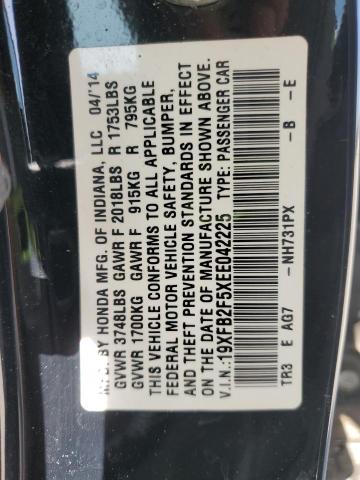 MFD. BY HONDA MFG. OF INDIANA, LLC 04/'14
GVWR 3748LBS GAWR F 2018LBS R 1753LBS
GVWR 1700KG GAWR F 915KG R 795KG
THIS VEHICLE CONFORMS TO ALL APPLICABLE
FEDERAL MOTOR VEHICLE SAFETY, BUMPER,
AND THEFT PREVENTION STANDARDS IN EFFECT
ON THE DATE OF MANUFACTURE SHOWN ABOVE.
V.I.N.:19XFB2F5XEE042225 TYPE: PASSENGER CAR
TR3 E AG7 -NH731PX -B -E